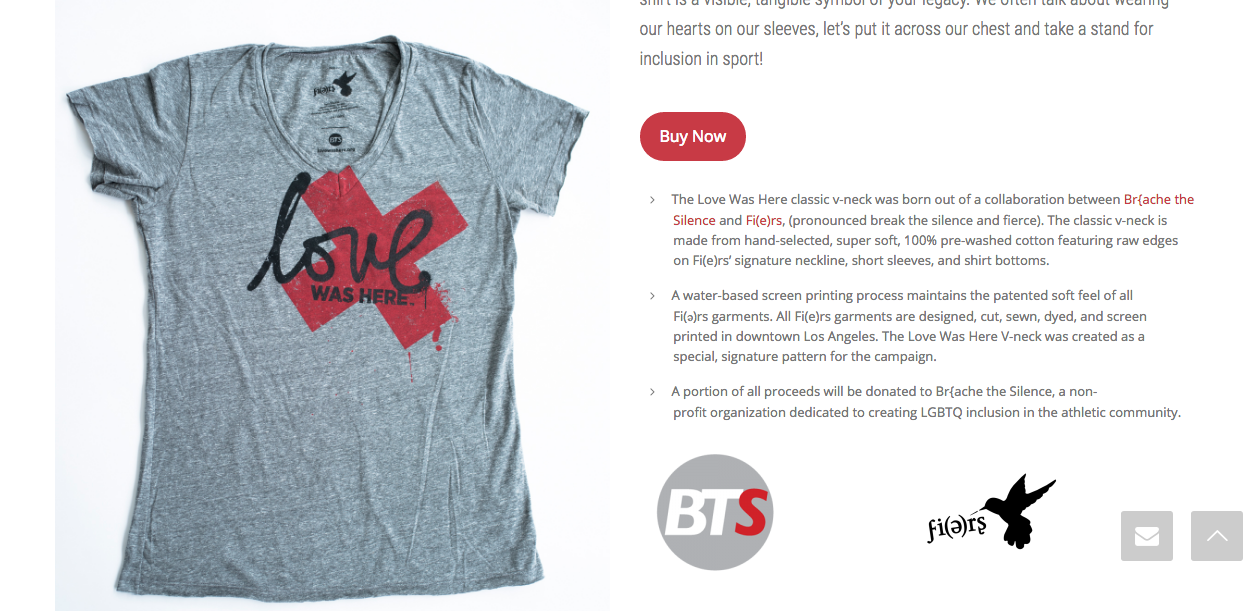 shirt is a visible, tangible symbol of your legacy. We often talk about wearing
our hearts on our sleeves, let's put it across our chest and take a stand for
inclusion in sport!
Buy Now
The Love Was Here classic v-neck was born out of a collaboration between Br{ache the
Silence and Fi(e)rs, (pronounced break the silence and fierce). The classic v-neck is
made from hand-selected, super soft, 100% pre-washed cotton featuring raw edges
on Fi(e)rs’ signature neckline, short sleeves, and shirt bottoms.
A water-based screen printing process maintains the patented soft feel of all
Fi(ə)rs garments. All Fi(e)rs garments are designed, cut, sewn, dyed, and screen
printed in downtown Los Angeles. The Love Was Here V-neck was created as a
special, signature pattern for the campaign.
A portion of all proceeds will be donated to Br{ache the Silence, a non-
profit organization dedicated to creating LGBTQ inclusion in the athletic community.
BTS
fi(ə)rs
fi(ə)rs
BTS
love
WAS HERE